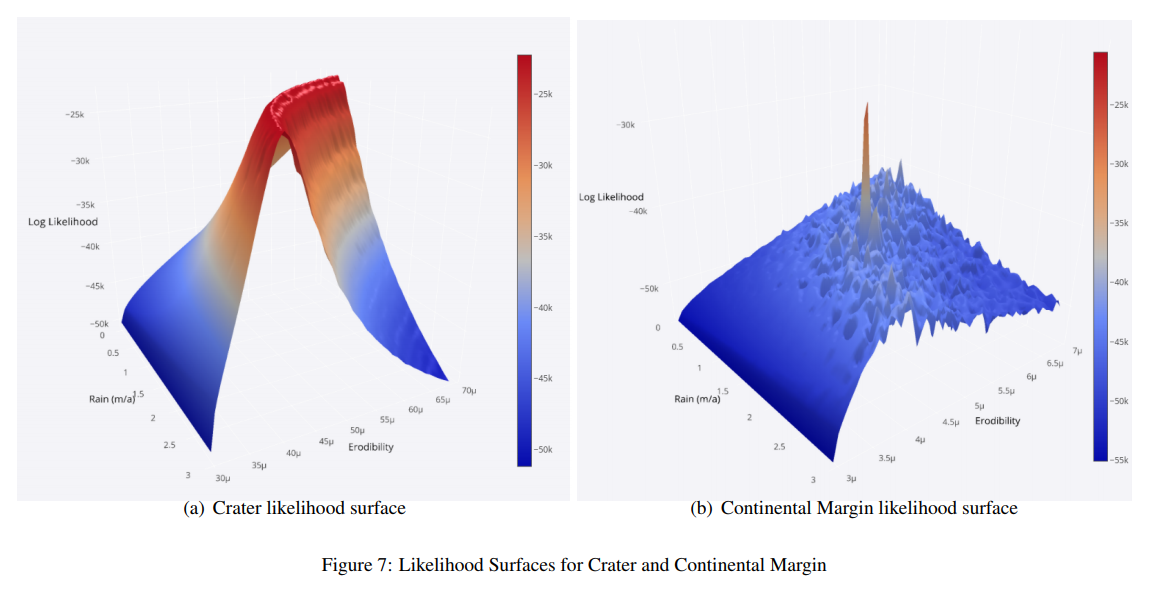 −25k
−30k
−35k
Log Likelihood
−40k
−45k
−50k
0
0.5
1
Rain (m/a)
1.5
2
2.5
3
30µ
35µ
40µ
45µ
50µ
55µ
60µ
65µ
70µ
Erodibility
−25k
−30k
−35k
−40k
−45k
−50k
(a) Crater likelihood surface
−30k
Log Likelihood
−40k
−50k
0
0.5
1
Rain (m/a)
1.5
2
2.5
3
3µ
3.5µ
4µ
4.5µ
5µ
5.5µ
6µ
6.5µ
7µ
Erodibility
−25k
−30k
−35k
−40k
−45k
−50k
−55k
(b) Continental Margin likelihood surface
Figure 7: Likelihood Surfaces for Crater and Continental Margin